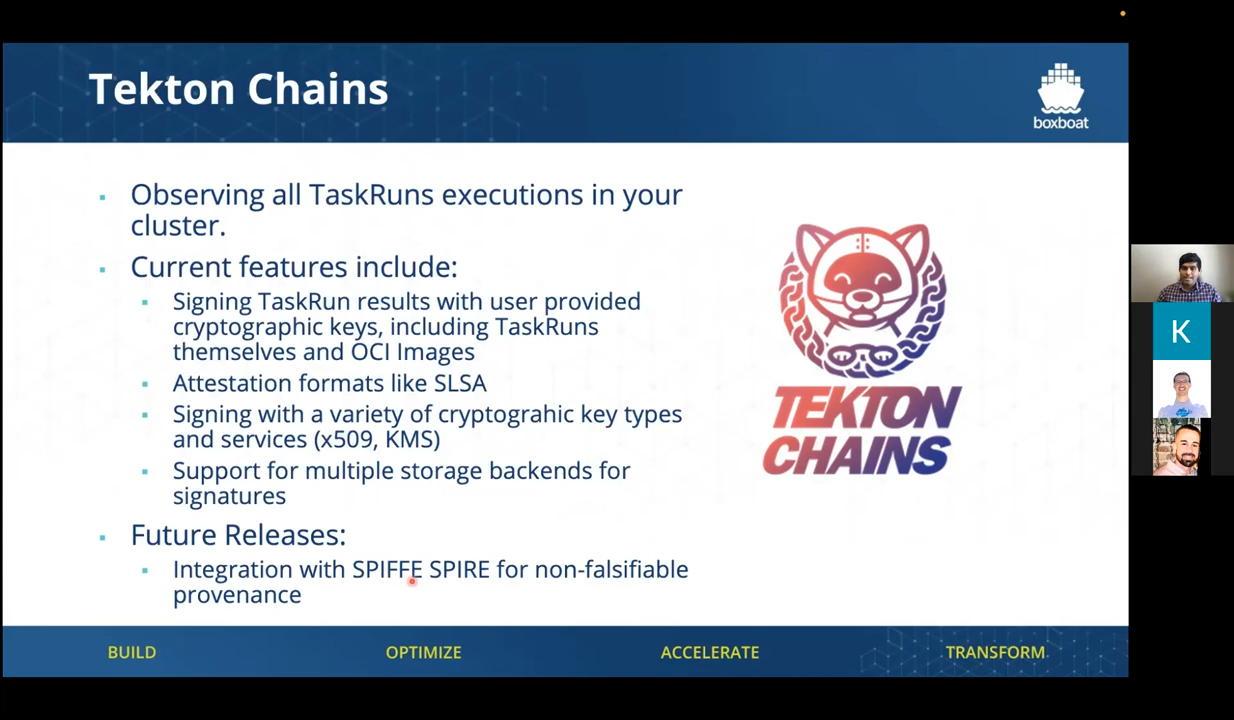 Tekton Chains
boxboat
Observing all TaskRuns executions in your
cluster.
Current features include:
Signing TaskRun results with user provided
cryptographic keys, including TaskRuns
themselves and OCI Images
Attestation formats like SLSA
Signing with a variety of cryptograhic key types
and services (x509, KMS)
Support for multiple storage backends for
signatures
Future Releases:
Integration with SPIFFE SPIRE for non-falsifiable
provenance
TEKTON
CHAINS
K
BUILD
OPTIMIZE
ACCELERATE
TRANSFORM